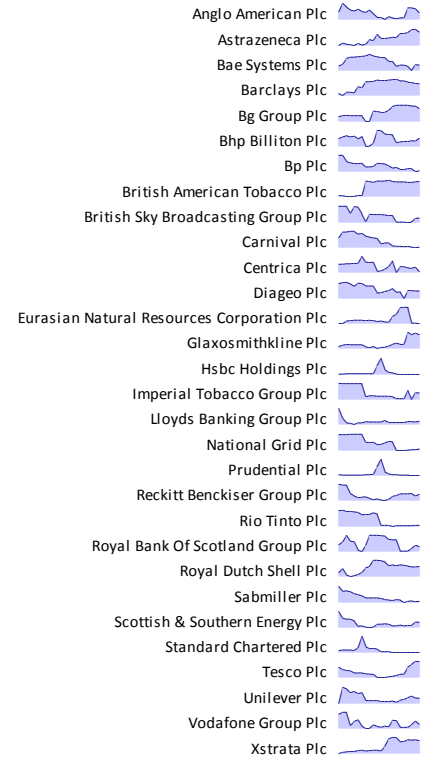 Anglo American Plc
Astrazeneca Plc
Bae Systems Plc
Barclays Plc
Bg Group Plc
Bhp Billiton Plc
Bp Plc
British American Tobacco Plc
British Sky Broadcasting Group Plc
Carnival Plc
Centrica Plc
Diageo Plc
Eurasian Natural Resources Corporation Plc
Glaxosmithkline Plc
Hsbc Holdings Plc
Imperial Tobacco Group Plc
Lloyds Banking Group Plc
National Grid Plc
Prudential Plc
Reckitt Benckiser Group Plc
Rio Tinto Plc
Royal Bank Of Scotland Group Plc
Royal Dutch Shell Plc
Sabmiller Plc
Scottish & Southern Energy Plc
Standard Chartered Plc
Tesco Plc
Unilever Plc
Vodafone Group Plc
Xstrata Plc